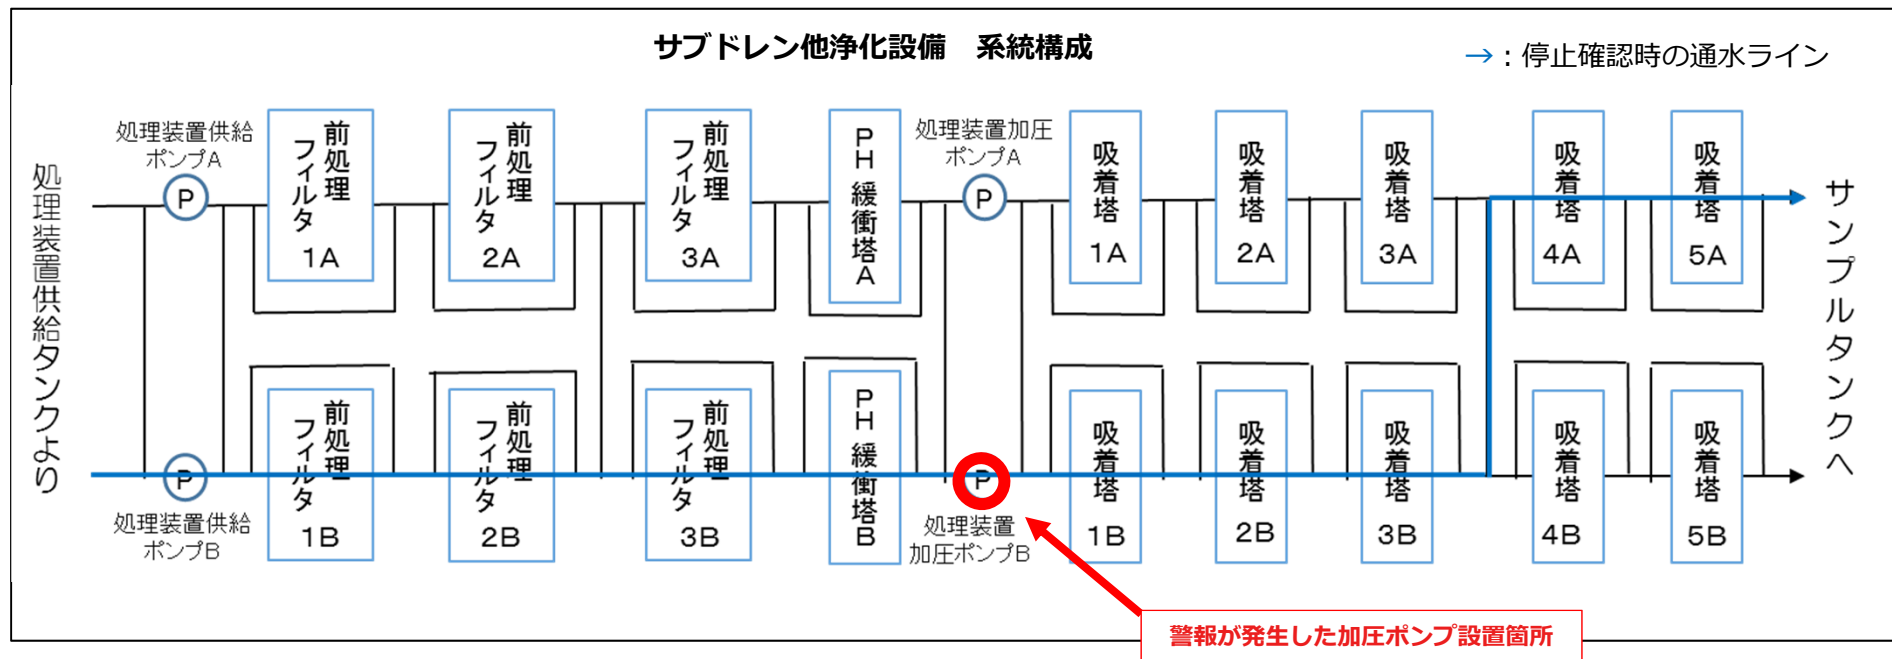 サブドレン他浄化設備　系統構成
→：停止確認時の通水ライン
処理装置供給タンクより
処理装置供給
ポンプA
P
前処理
フィルタ
1A
前処理
フィルタ
2A
前処理
フィルタ
3A
PH緩衝塔A
処理装置加圧
ポンプA
P
吸着塔
1A
吸着塔
2A
吸着塔
3A
吸着塔
4A
吸着塔
5A
サンプルタンクへ
P
処理装置供給
ポンプB
前処理
フィルタ
1B
前処理
フィルタ
2B
前処理
フィルタ
3B
PH緩衝塔B
P
処理装置
加圧ポンプB
吸着塔
1B
吸着塔
2B
吸着塔
3B
吸着塔
4B
吸着塔
5B
警報が発生した加圧ポンプ設置箇所